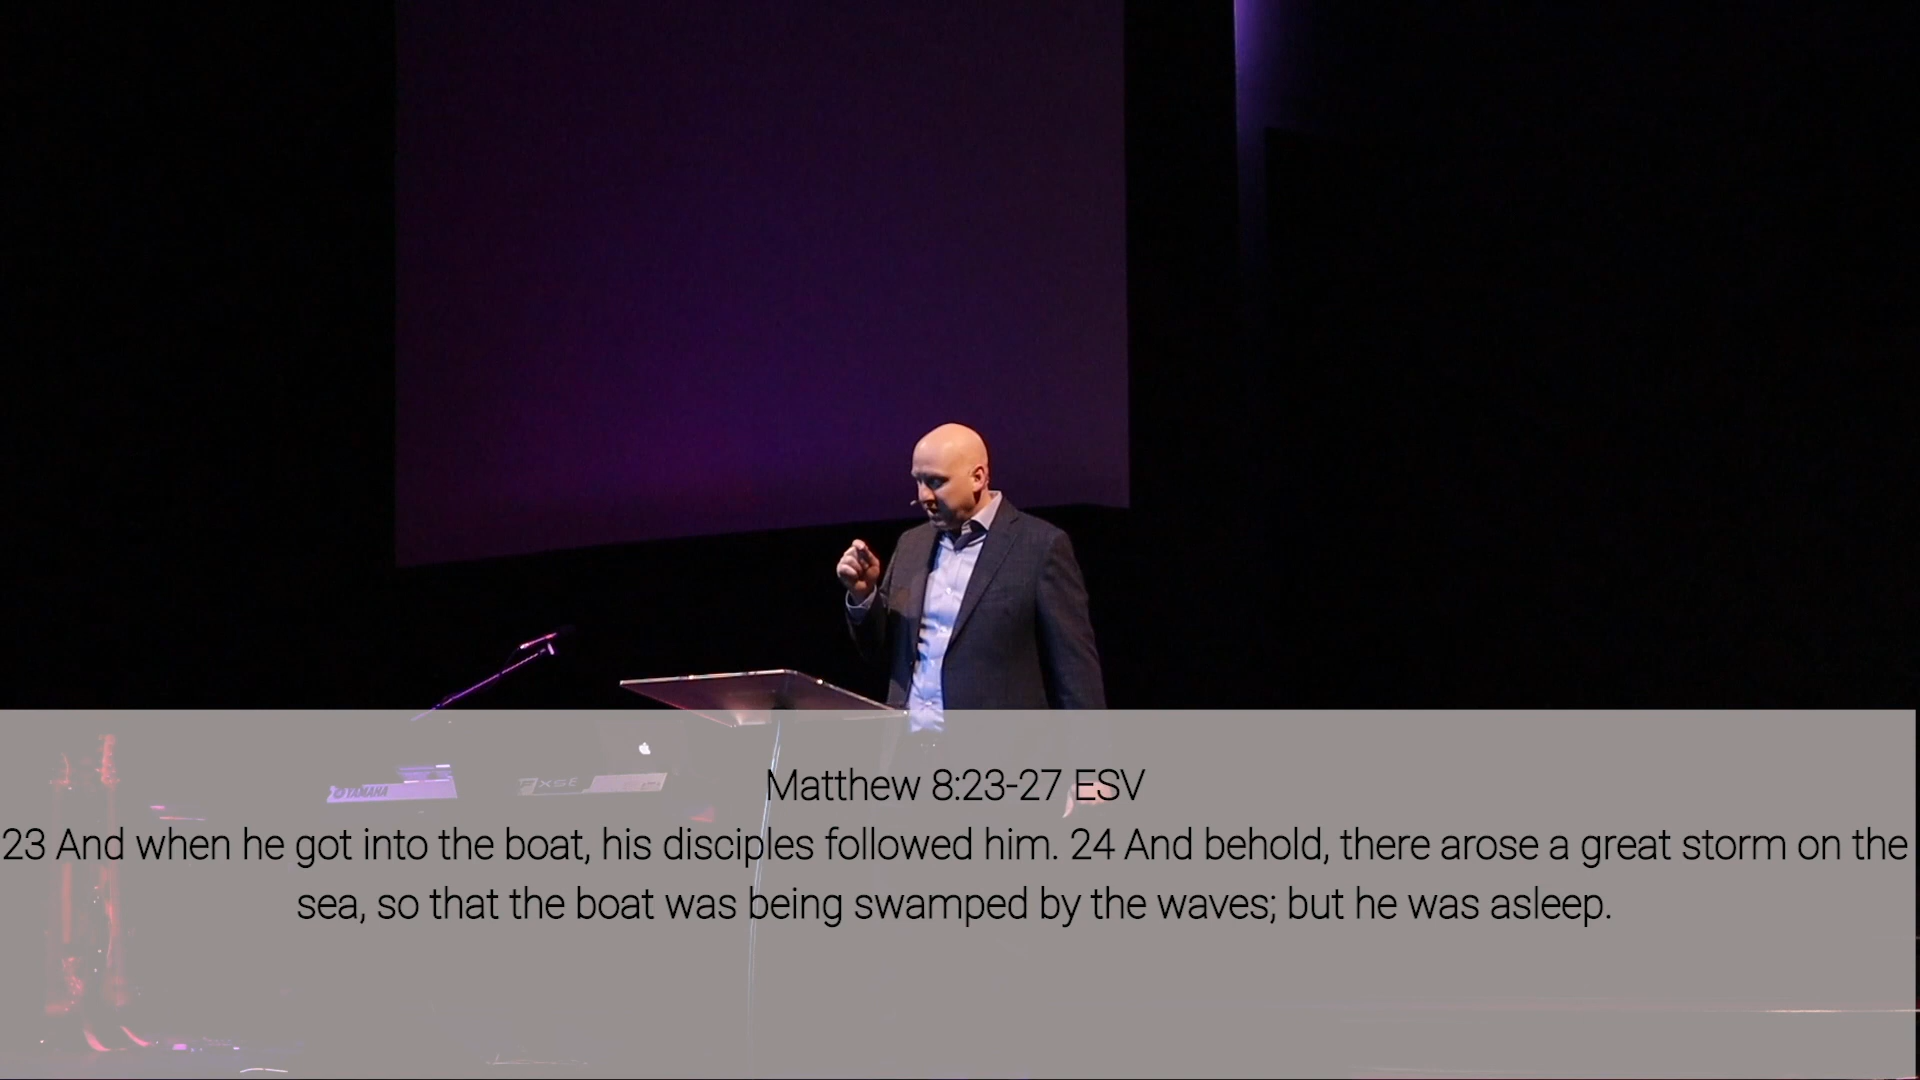 YAMAHA
Matthew 8:23-27 ESV
23 And when he got into the boat, his disciples followed him. 24 And behold, there arose a great storm on the
sea, so that the boat was being swamped by the waves; but he was asleep.